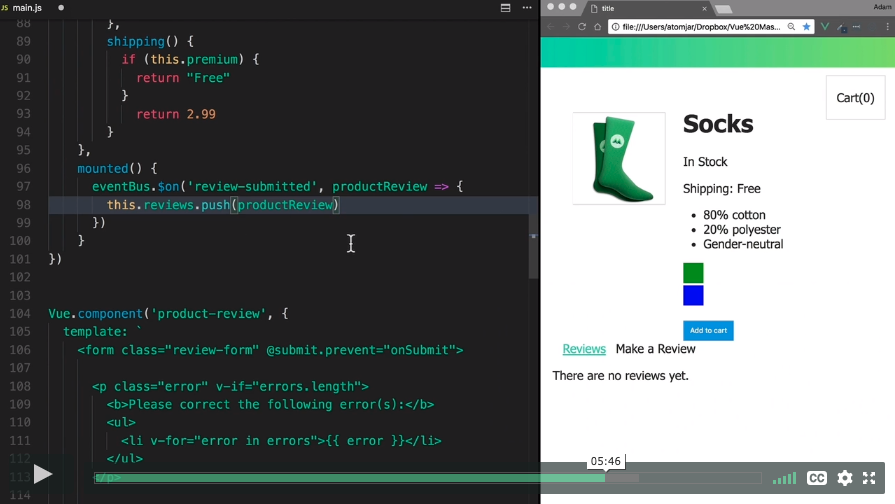 main.js
88 },
89 shipping() {
90 if (this.premium) {
91 return "Free"
92 }
93 return 2.99
94 }
95 },
96 mounted() {
97 eventBus.$on('review-submitted', productReview => {
98 this.reviews.push(productReview)
99 })
100 }
101 })
102
103
104 Vue.component('product-review', {
105 template: `
106 <form class="review-form" @submit.prevent="onSubmit">
107
108 <p class="error" v-if="errors.length">
109 <b>Please correct the following error(s):</b>
110 <ul>
111 <li v-for="error in errors">{{ error }}</li>
112 </ul>
113 </p>
114
title
Adam
file:///Users/atomjar/Dropbox/Vue%20Mas...
Cart(0)
Socks
In Stock
Shipping: Free
80% cotton
20% polyester
Gender-neutral
Add to cart
Reviews Make a Review
There are no reviews yet.
05:46
CC